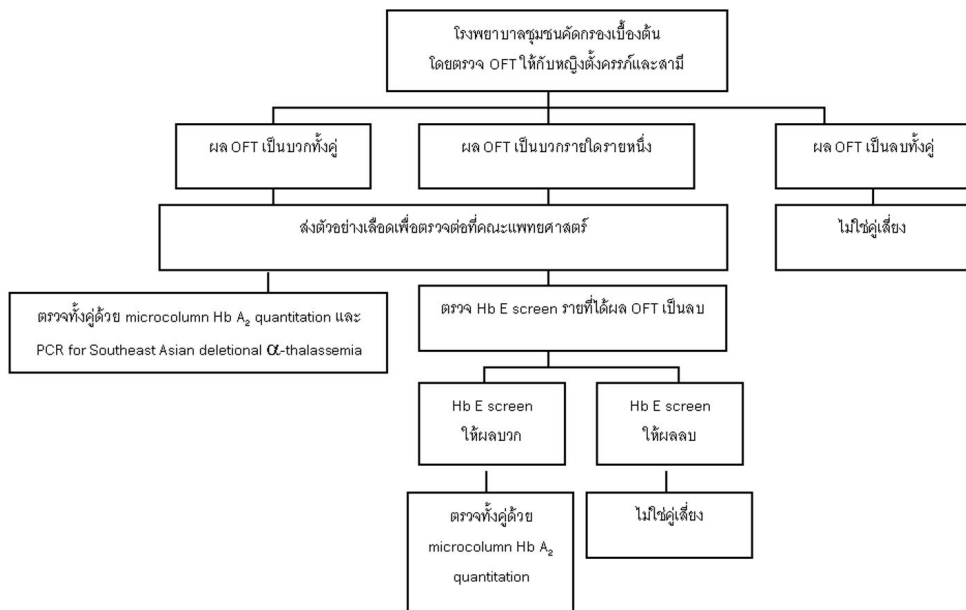 โรงพยาบาลชุมชนคัดกรองเบื้องต้น
โดยตรวจ OFT ให้กับหญิงตั้งครรภ์และสามี
ผล OFT เป็นบวกทั้งคู่
ผล OFT เป็นบวกรายใดรายหนึ่ง
ผล OFT เป็นลบทั้งคู่
ส่งตัวอย่างเลือดเพื่อตรวจต่อที่คณะแพทยศาสตร์
ไม่ใช่คู่เสี่ยง
ตรวจทั้งคู่ด้วย microcolumn Hb A₂ quantitation และ
PCR for Southeast Asian deletional α-thalassemia
ตรวจ Hb E screen รายที่ได้ผล OFT เป็นลบ
Hb E screen
ให้ผลบวก
Hb E screen
ให้ผลลบ
ตรวจทั้งคู่ด้วย
microcolumn Hb A₂
quantitation
ไม่ใช่คู่เสี่ยง